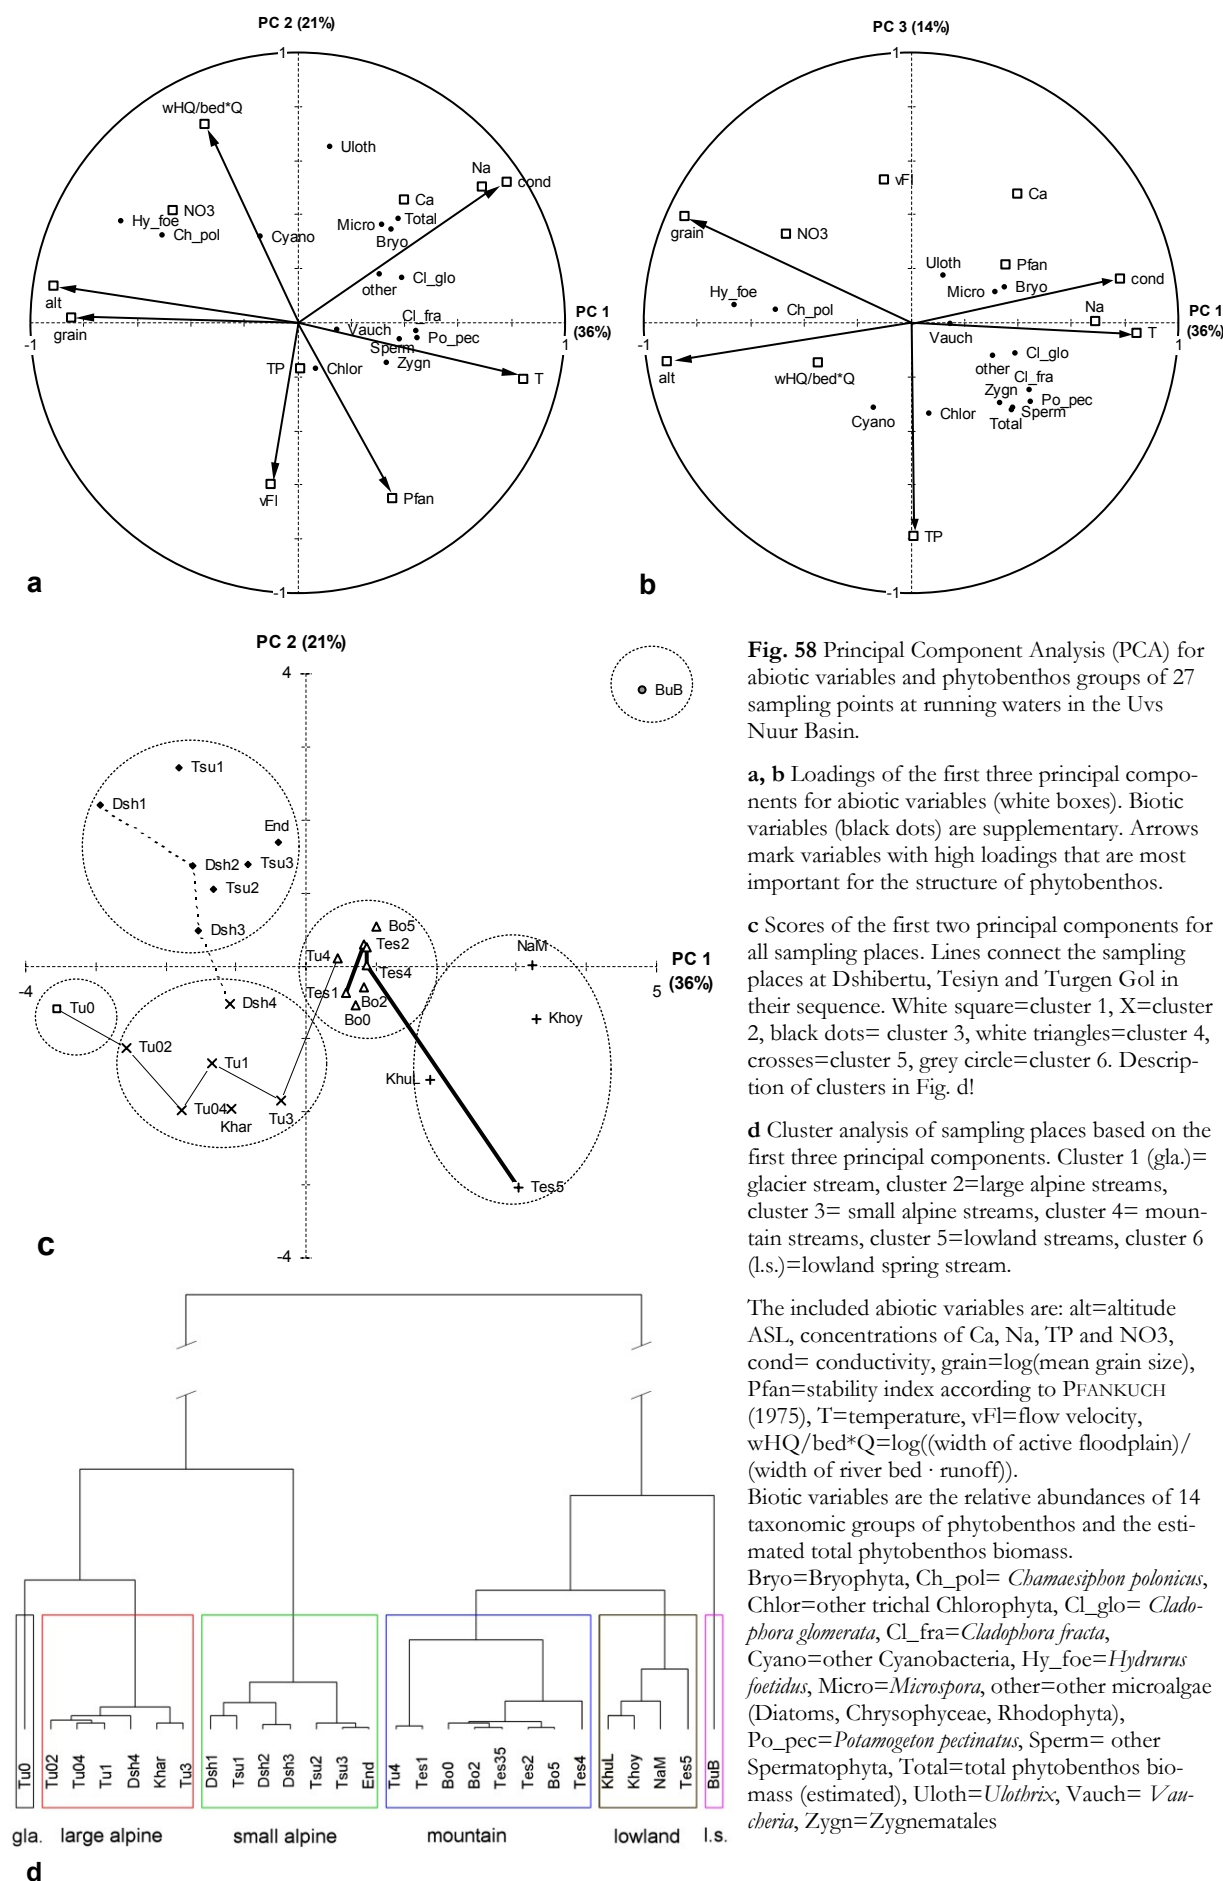 PC 2 (21%)
1
wHQ/bed*Q
Uloth
Na
cond
Ca
NO3
Hy_foe
Ch_pol
Cyano
Total
Micro
Bryo
Cl_glo
other
alt
grain
-1
PC 1
(36%)
1
Vauch
Cl_fra
Po_pec
Sperm
Zygn
TP
Chlor
T
vFl
Pfan
-1
a
PC 3 (14%)
1
vFl
Ca
grain
NO3
Uloth
Pfan
Hy_foe
Ch_pol
Micro
Bryo
cond
Na
PC 1
(36%)
-1
1
Vauch
T
alt
wHQ/bed*Q
other
Cl_glo
Cl_fra
Zygn
Po_pec
Cyano
Chlor
Sperm
Total
TP
-1
b
PC 2 (21%)
4
BuB
Tsu1
Dsh1
End
Dsh2
Tsu3
Tsu2
Dsh3
Bo5
Tes2
NaM
PC 1
(36%)
-4
5
Tu4
Tes4
Tes1
Bo2
Bo0
Tu0
Dsh4
Khoy
Tu02
Tu1
KhuL
Tu04
Khar
Tu3
Tes5
-4
c
Fig. 58 Principal Component Analysis (PCA) for
abiotic variables and phytobenthos groups of 27
sampling points at running waters in the Uvs
Nuur Basin.
a, b Loadings of the first three principal compo-
nents for abiotic variables (white boxes). Biotic
variables (black dots) are supplementary. Arrows
mark variables with high loadings that are most
important for the structure of phytobenthos.
c Scores of the first two principal components for
all sampling places. Lines connect the sampling
places at Dshibertu, Tesiyn and Turgen Gol in
their sequence. White square=cluster 1, X=cluster
2, black dots= cluster 3, white triangles=cluster 4,
crosses=cluster 5, grey circle=cluster 6. Descrip-
tion of clusters in Fig. d!
d Cluster analysis of sampling places based on the
first three principal components. Cluster 1 (gla.)=
glacier stream, cluster 2=large alpine streams,
cluster 3= small alpine streams, cluster 4= moun-
tain streams, cluster 5=lowland streams, cluster 6
(l.s.)=lowland spring stream.
The included abiotic variables are: alt=altitude
ASL, concentrations of Ca, Na, TP and NO3,
cond= conductivity, grain=log(mean grain size),
Pfan=stability index according to PFANKUCH
(1975), T=temperature, vFl=flow velocity,
wHQ/bed*Q=log((width of active floodplain)/
(width of river bed · runoff)).
Biotic variables are the relative abundances of 14
taxonomic groups of phytobenthos and the esti-
mated total phytobenthos biomass.
Bryo=Bryophyta, Ch_pol= Chamaesiphon polonicus,
Chlor=other trichal Chlorophyta, Cl_glo= Clado-
phora glomerata, Cl_fra=Cladophora fracta,
Cyano=other Cyanobacteria, Hy_foe=Hydrurus
foetidus, Micro=Microspora, other=other microalgae
(Diatoms, Chrysophyceae, Rhodophyta),
Po_pec=Potamogeton pectinatus, Sperm= other
Spermatophyta, Total=total phytobenthos bio-
mass (estimated), Uloth=Ulothrix, Vauch= Vau-
cheria, Zygn=Zygnematales
Tu0
Tu02
Tu04
Tu1
Dsh4
Khar
Tu3
Dsh1
Tsu1
Dsh2
Dsh3
Tsu2
Tsu3
End
Tu4
Tes1
Bo0
Bo2
Tes35
Tes2
Bo5
Tes4
KhuL
Khoy
NaM
Tes5
BuB
gla.
large alpine
small alpine
mountain
lowland
l.s.
d